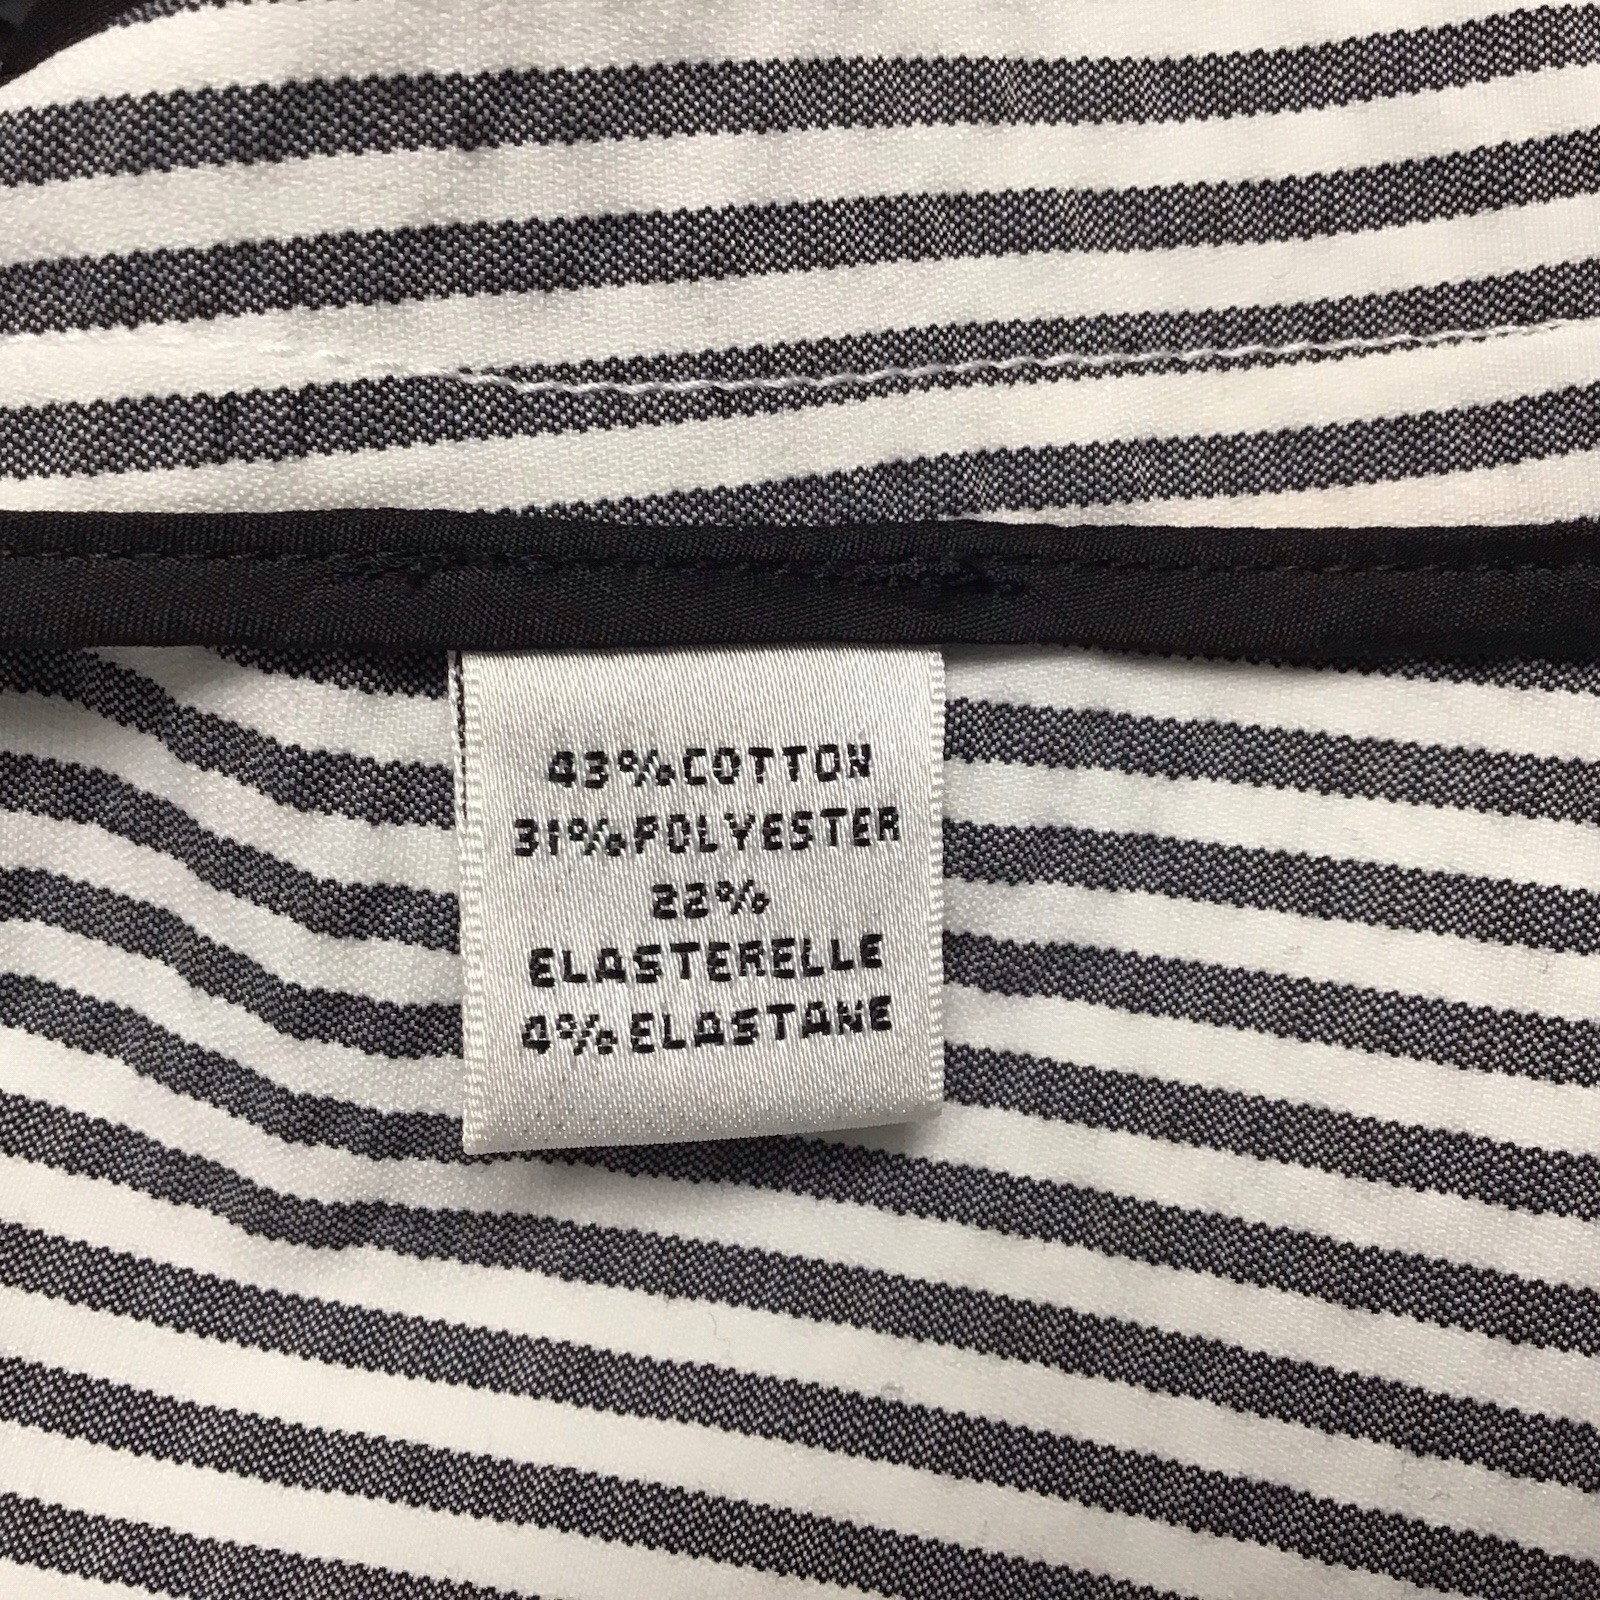 43%COTTON
31%POLYESTER
22%
ELASTERELLE
4%ELASTANE